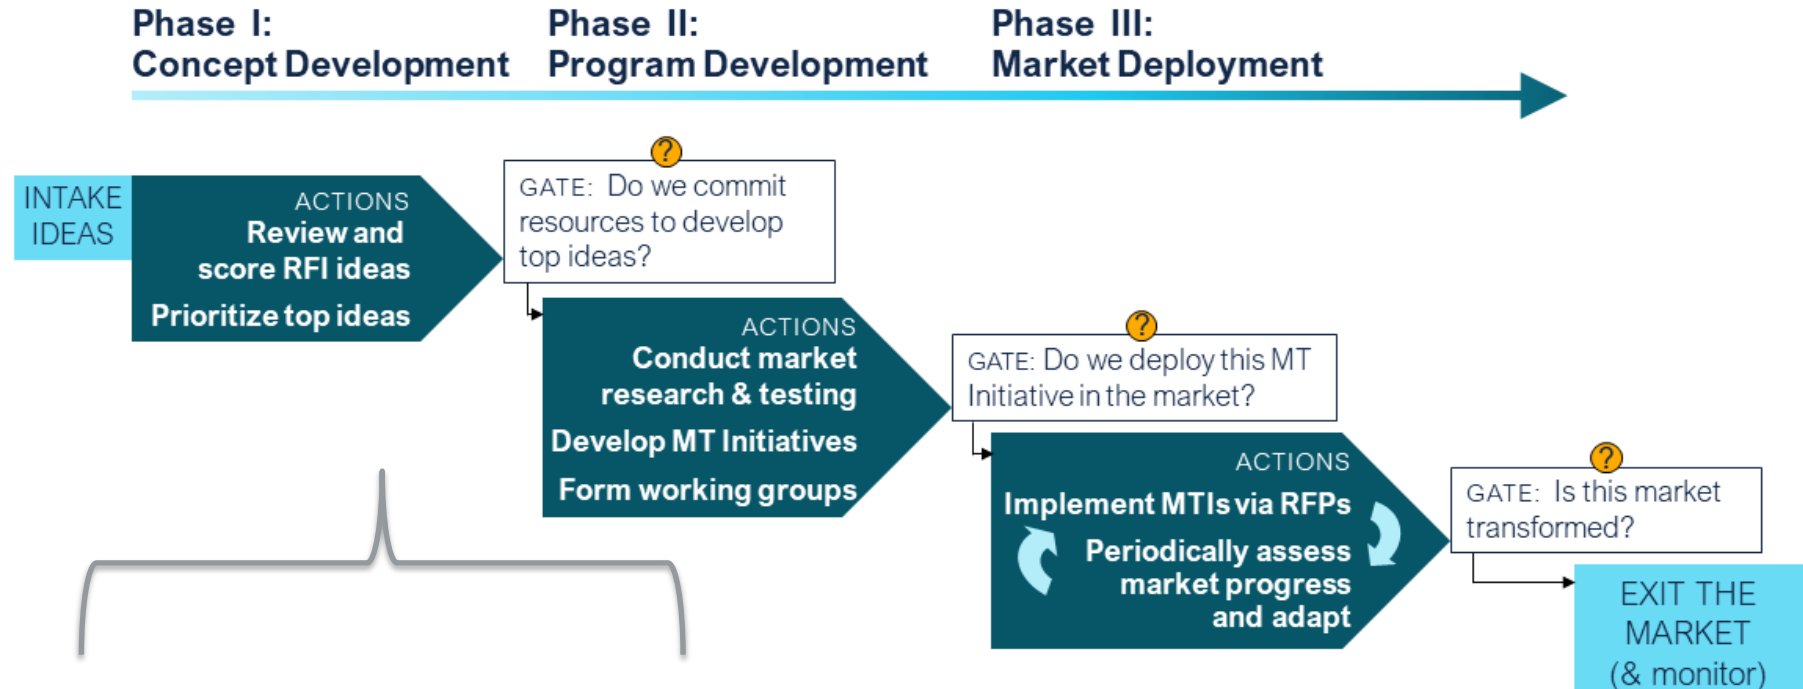 Phase I:
Concept Development
Phase II:
Program Development
Phase III:
Market Deployment
INTAKE
IDEAS
ACTIONS
Review and
score RFI ideas
Prioritize top ideas
?
GATE: Do we commit
resources to develop
top ideas?
ACTIONS
Conduct market
research & testing
Develop MT Initiatives
Form working groups
?
GATE: Do we deploy this MT
Initiative in the market?
ACTIONS
Implement MTIs via RFPs
Periodically assess
market progress
and adapt
?
GATE: Is this market
transformed?
EXIT THE
MARKET
(& monitor)